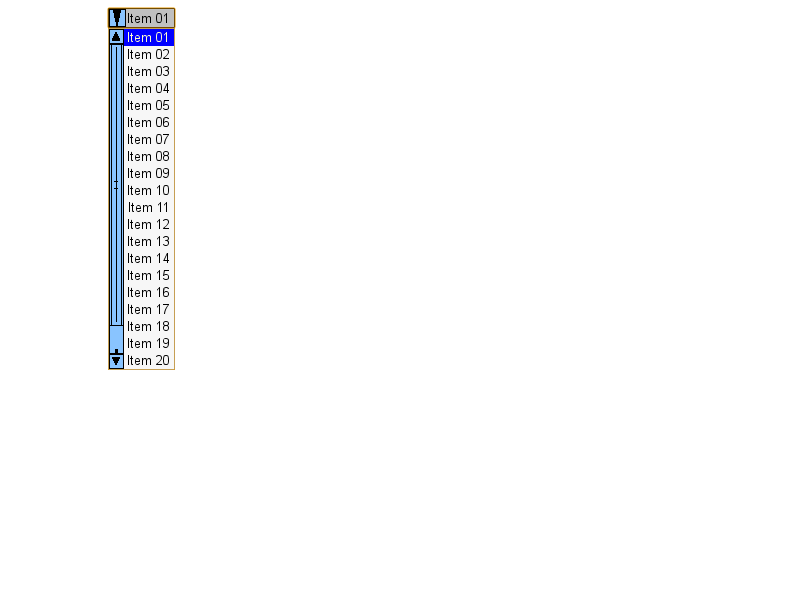 Item 01
Item 01
Item 02
Item 03
Item 04
Item 05
Item 06
Item 07
Item 08
Item 09
Item 10
Item 11
Item 12
Item 13
Item 14
Item 15
Item 16
Item 17
Item 18
Item 19
Item 20